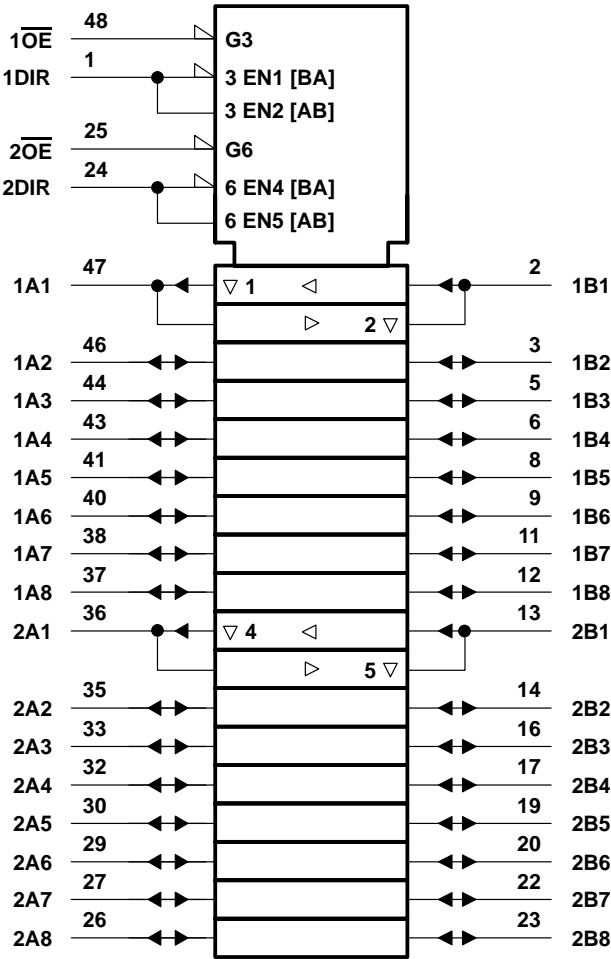 48
1OE G3
1
1DIR 3 EN1 [BA]
3 EN2 [AB]
25
2OE G6
24
2DIR 6 EN4 [BA]
6 EN5 [AB]
47 2
1A1 ▽ 1 ◁ 1B1
▷ 2 ▽
46 3
1A2 1B2
44 5
1A3 1B3
43 6
1A4 1B4
41 8
1A5 1B5
40 9
1A6 1B6
38 11
1A7 1B7
37 12
1A8 1B8
36 13
2A1 ▽ 4 ◁ 2B1
▷ 5 ▽
35 14
2A2 2B2
33 16
2A3 2B3
32 17
2A4 2B4
30 19
2A5 2B5
29 20
2A6 2B6
27 22
2A7 2B7
26 23
2A8 2B8